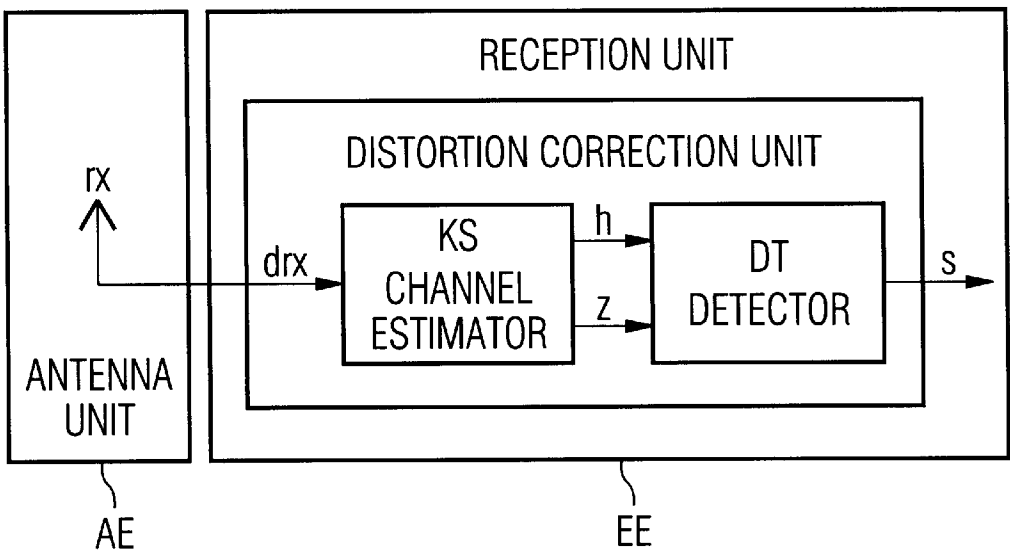 RECEPTION UNIT
DISTORTION CORRECTION UNIT
rx
drx
KS
CHANNEL
ESTIMATOR
h
z
DT
DETECTOR
s
ANTENNA
UNIT
AE
EE